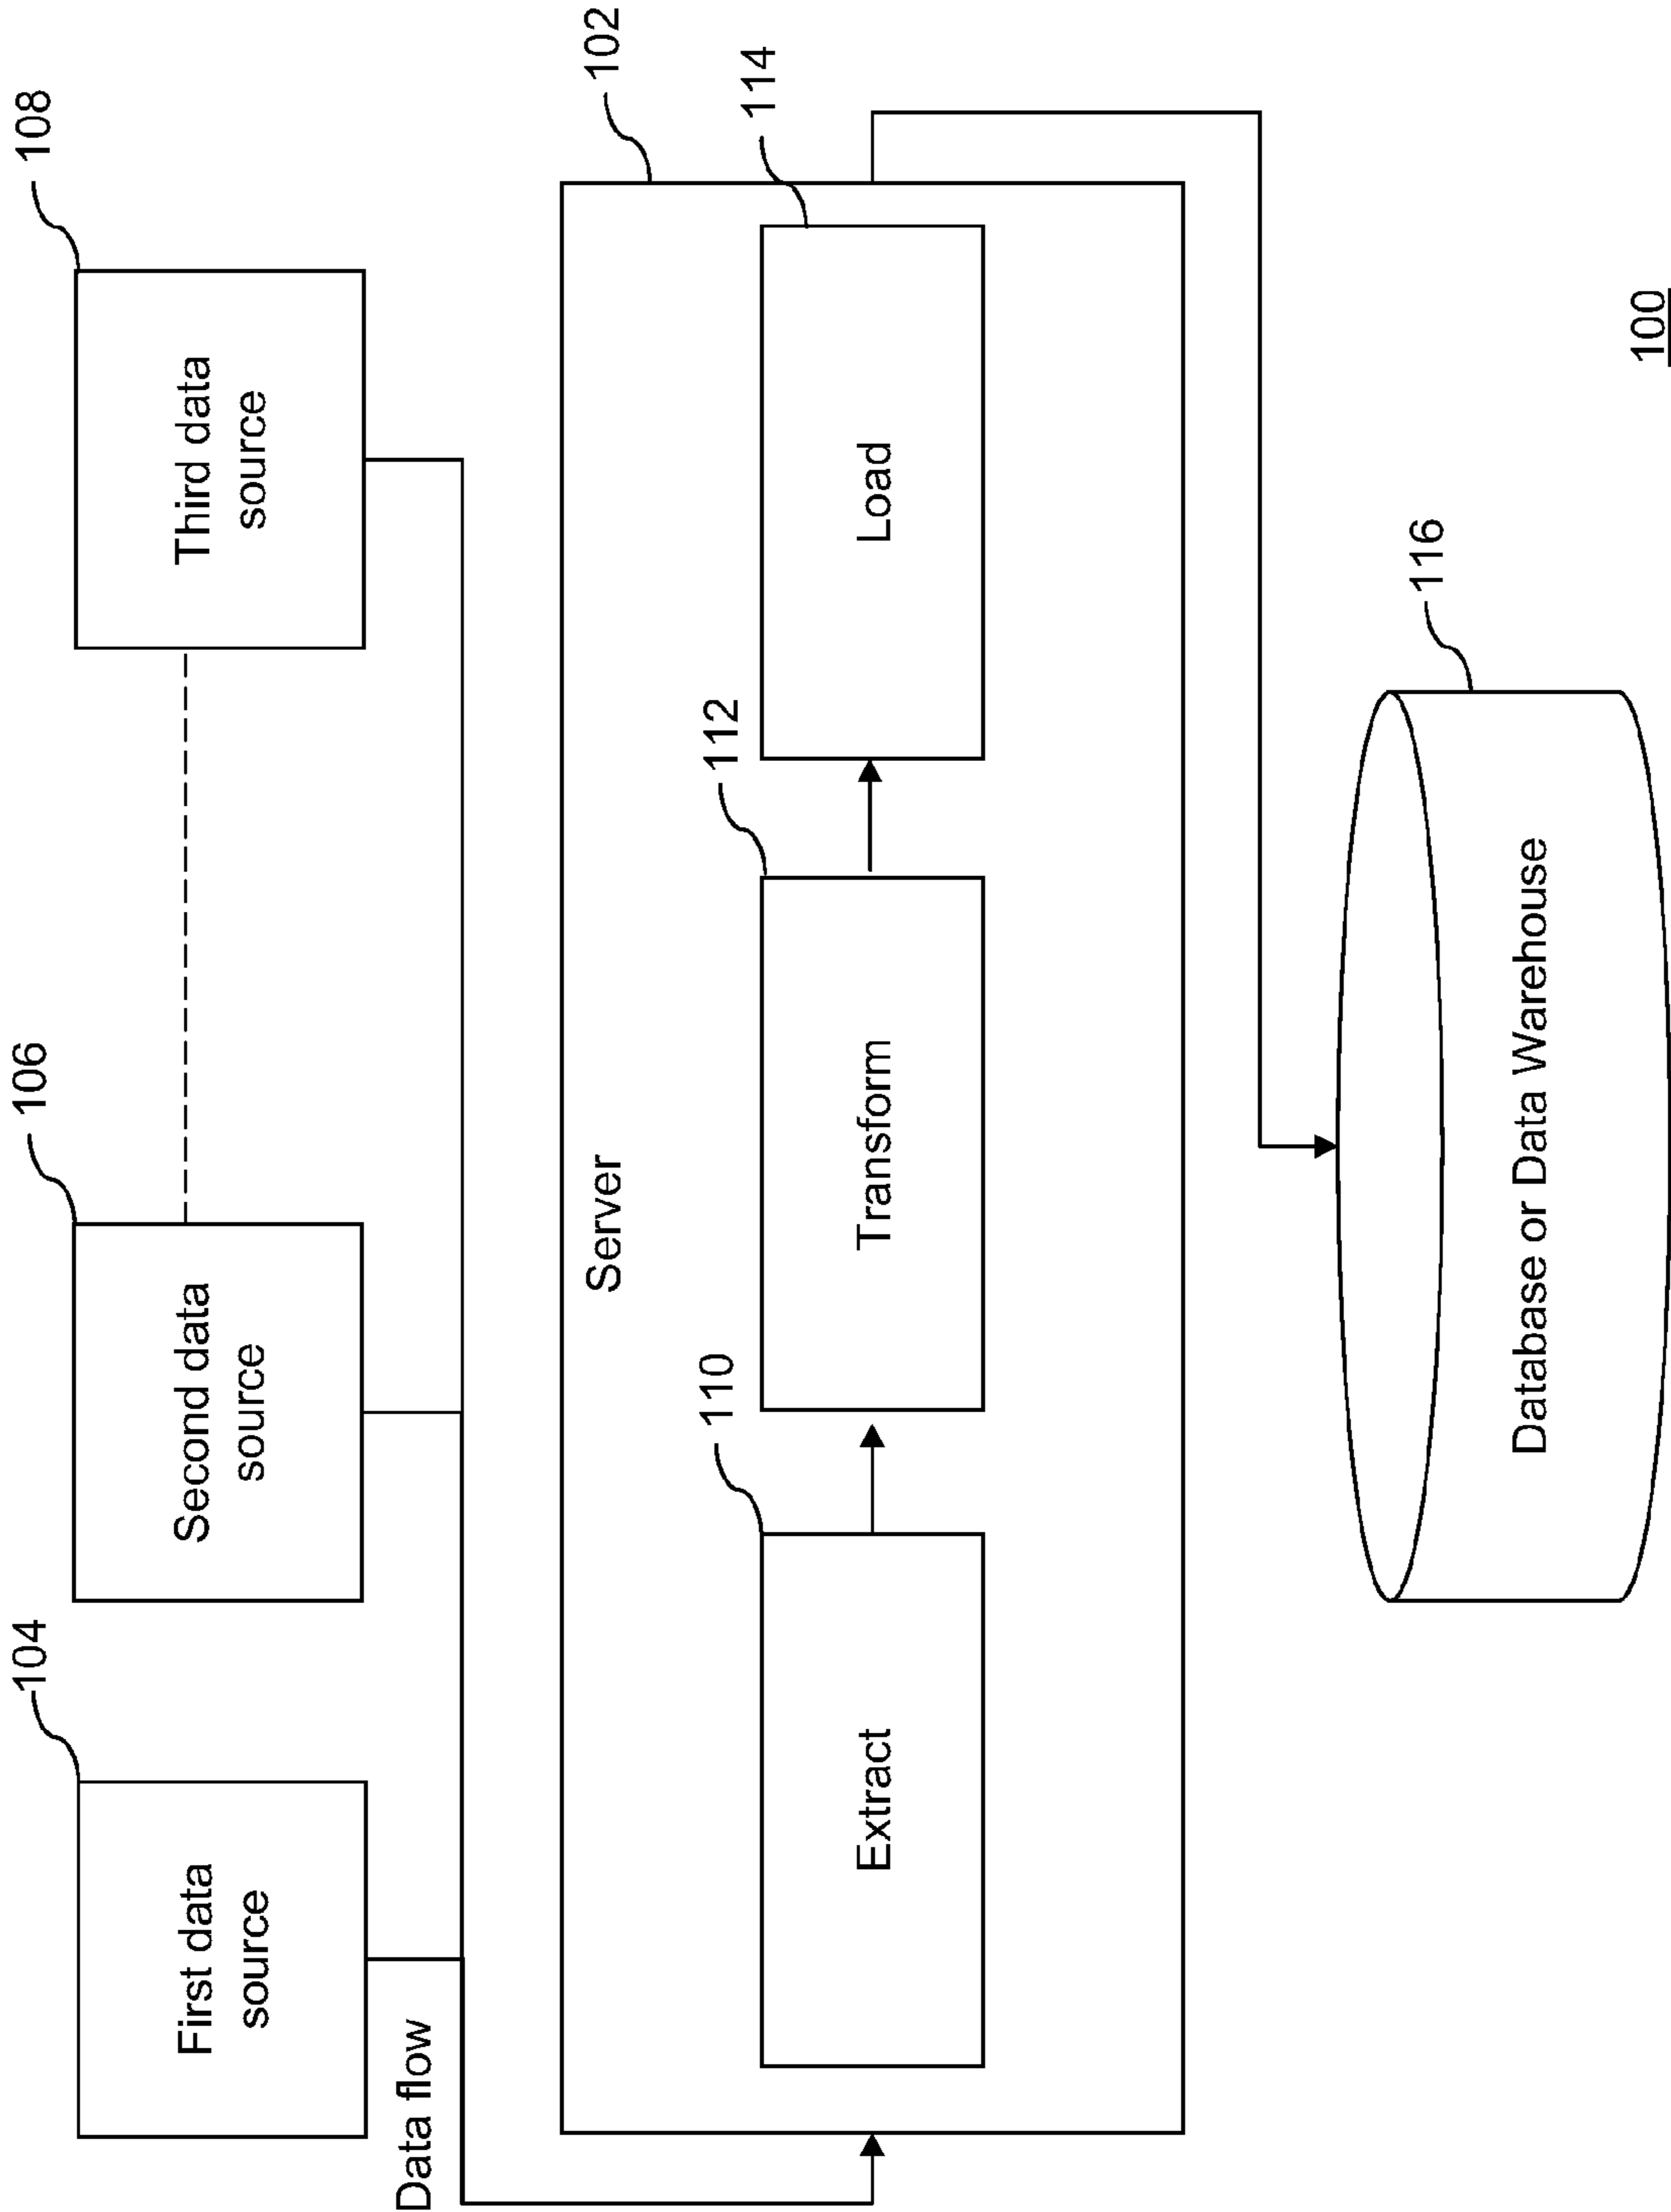 104
106
108
First data
source
Second data
source
Third data
source
Data flow
102
Server
110
112
114
Extract
Transform
Load
116
Database or Data Warehouse
100